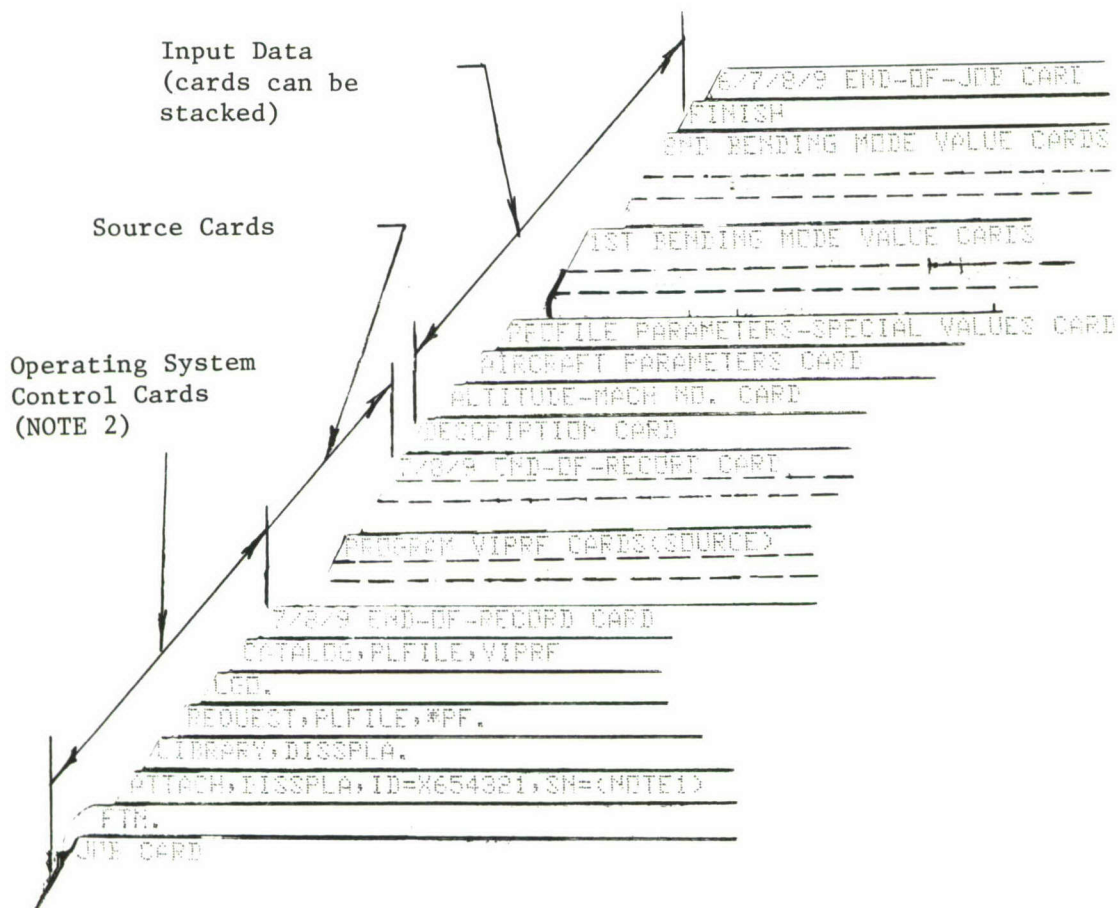 Input Data
(cards can be
stacked)
6/7/8/9 END-OF-JOB CARD
FINISH
2ND BENDING MODE VALUE CARDS
Source Cards
1ST BENDING MODE VALUE CARDS
PROFILE PARAMETERS-SPECIAL VALUES CARD
Operating System
Control Cards
(NOTE 2)
AIRCRAFT PARAMETERS CARD
ALTITUDE-MACH NO. CARD
DESCRIPTION CARD
7/8/9 END-OF-RECORD CARD
PROGRAM VIPRF CARDS(SOURCE)
7/8/9 END-OF-RECORD CARD
CATALOG,PLFILE,VIPRF
LGO.
REQUEST,PLFILE,*PF.
LIBRARY,DISSPLA.
ATTACH,DISSPLA,ID=X654321,SN=(NOTE1)
FTN.
JOB CARD